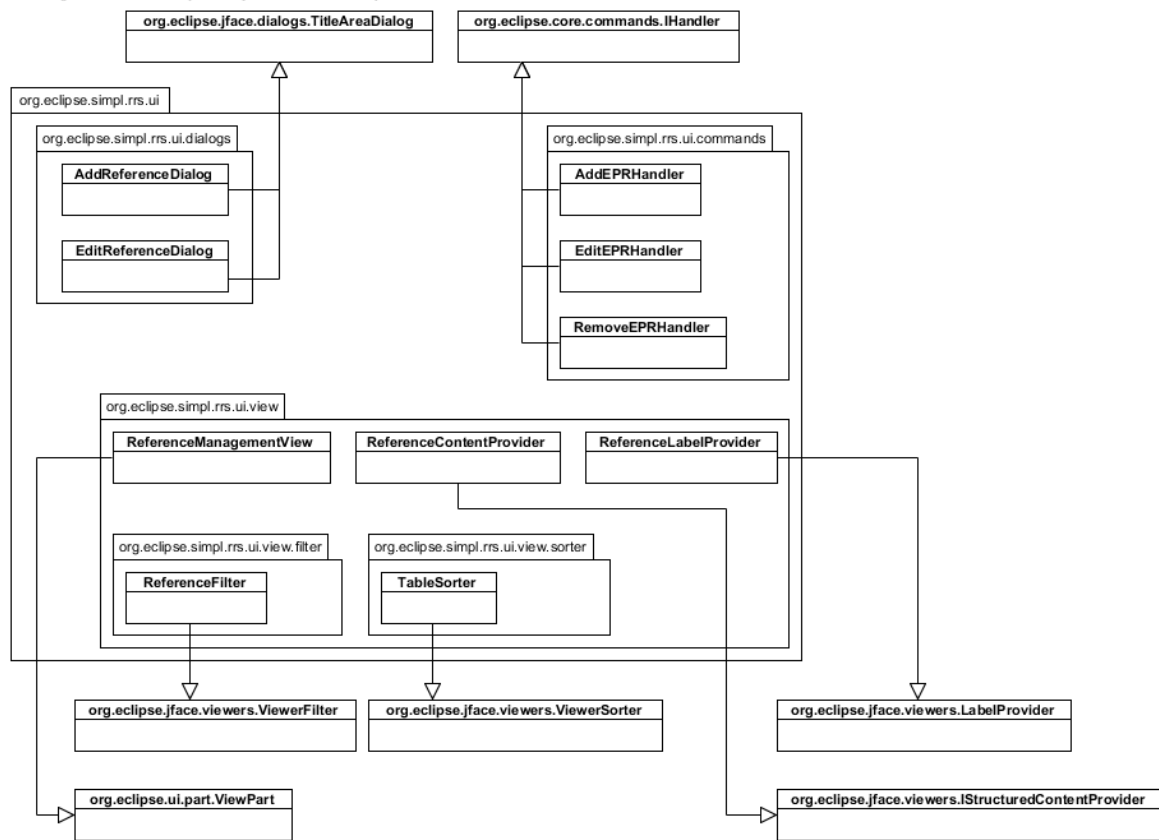 org.eclipse.jface.dialogs.TitleAreaDialog
org.eclipse.core.commands.IHandler
org.eclipse.simpl.rrs.ui
org.eclipse.simpl.rrs.ui.dialogs
org.eclipse.simpl.rrs.ui.commands
AddReferenceDialog
AddEPRHandler
EditReferenceDialog
EditEPRHandler
RemoveEPRHandler
org.eclipse.simpl.rrs.ui.view
ReferenceManagementView
ReferenceContentProvider
ReferenceLabelProvider
org.eclipse.simpl.rrs.ui.view.filter
org.eclipse.simpl.rrs.ui.view.sorter
ReferenceFilter
TableSorter
org.eclipse.jface.viewers.ViewerFilter
org.eclipse.jface.viewers.ViewerSorter
org.eclipse.jface.viewers.LabelProvider
org.eclipse.ui.part.ViewPart
org.eclipse.jface.viewers.IStructuredContentProvider